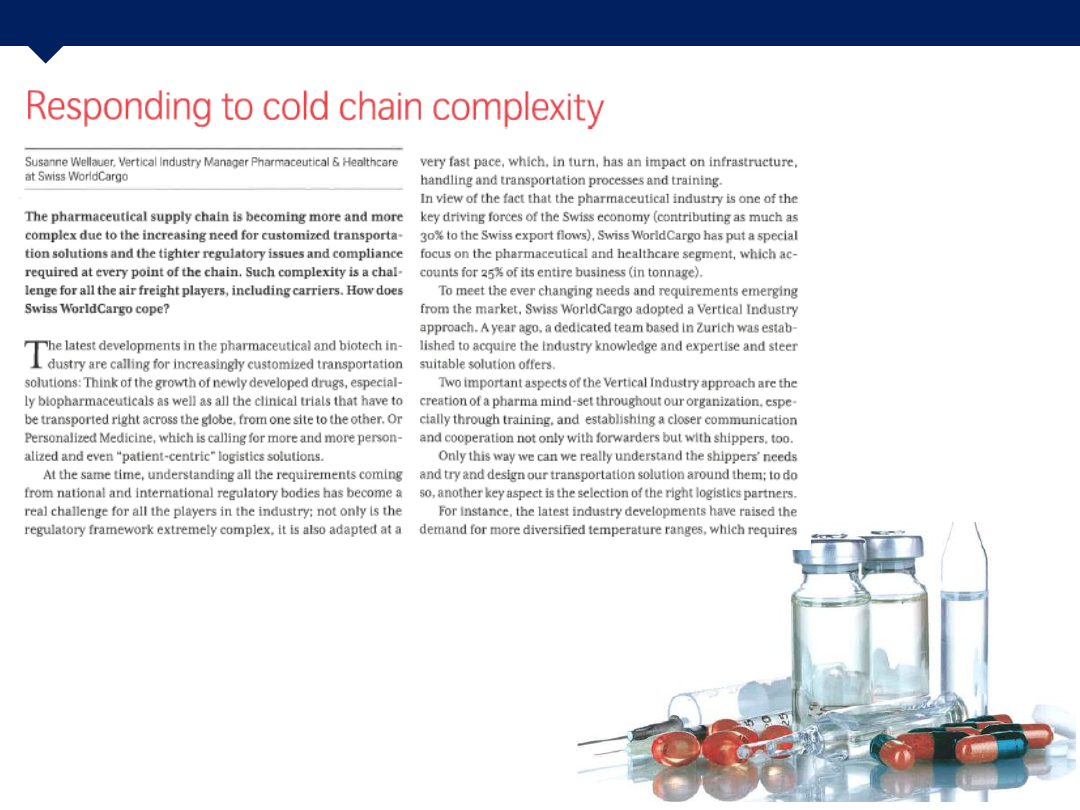 Responding to cold chain complexity
Susanne Wellauer, Vertical Industry Manager Pharmaceutical & Healthcare
at Swiss WorldCargo
The pharmaceutical supply chain is becoming more and more
complex due to the increasing need for customized transporta-
tion solutions and the tighter regulatory issues and compliance
required at every point of the chain. Such complexity is a chal-
lenge for all the air freight players, including carriers. How does
Swiss WorldCargo cope?
The latest developments in the pharmaceutical and biotech in-
dustry are calling for increasingly customized transportation
solutions: Think of the growth of newly developed drugs, especial-
ly biopharmaceuticals as well as all the clinical trials that have to
be transported right across the globe, from one site to the other. Or
Personalized Medicine, which is calling for more and more person-
alized and even “patient-centric” logistics solutions.
At the same time, understanding all the requirements coming
from national and international regulatory bodies has become a
real challenge for all the players in the industry; not only is the
regulatory framework extremely complex, it is also adapted at a
very fast pace, which, in turn, has an impact on infrastructure,
handling and transportation processes and training.
In view of the fact that the pharmaceutical industry is one of the
key driving forces of the Swiss economy (contributing as much as
30% to the Swiss export flows), Swiss WorldCargo has put a special
focus on the pharmaceutical and healthcare segment, which ac-
counts for 25% of its entire business (in tonnage).
To meet the ever changing needs and requirements emerging
from the market, Swiss WorldCargo adopted a Vertical Industry
approach. A year ago, a dedicated team based in Zurich was estab-
lished to acquire the industry knowledge and expertise and steer
suitable solution offers.
Two important aspects of the Vertical Industry approach are the
creation of a pharma mind-set throughout our organization, espe-
cially through training, and establishing a closer communication
and cooperation not only with forwarders but with shippers, too.
Only this way we can we really understand the shippers' needs
and try and design our transportation solution around them; to do
so, another key aspect is the selection of the right logistics partners.
For instance, the latest industry developments have raised the
demand for more diversified temperature ranges, which requires